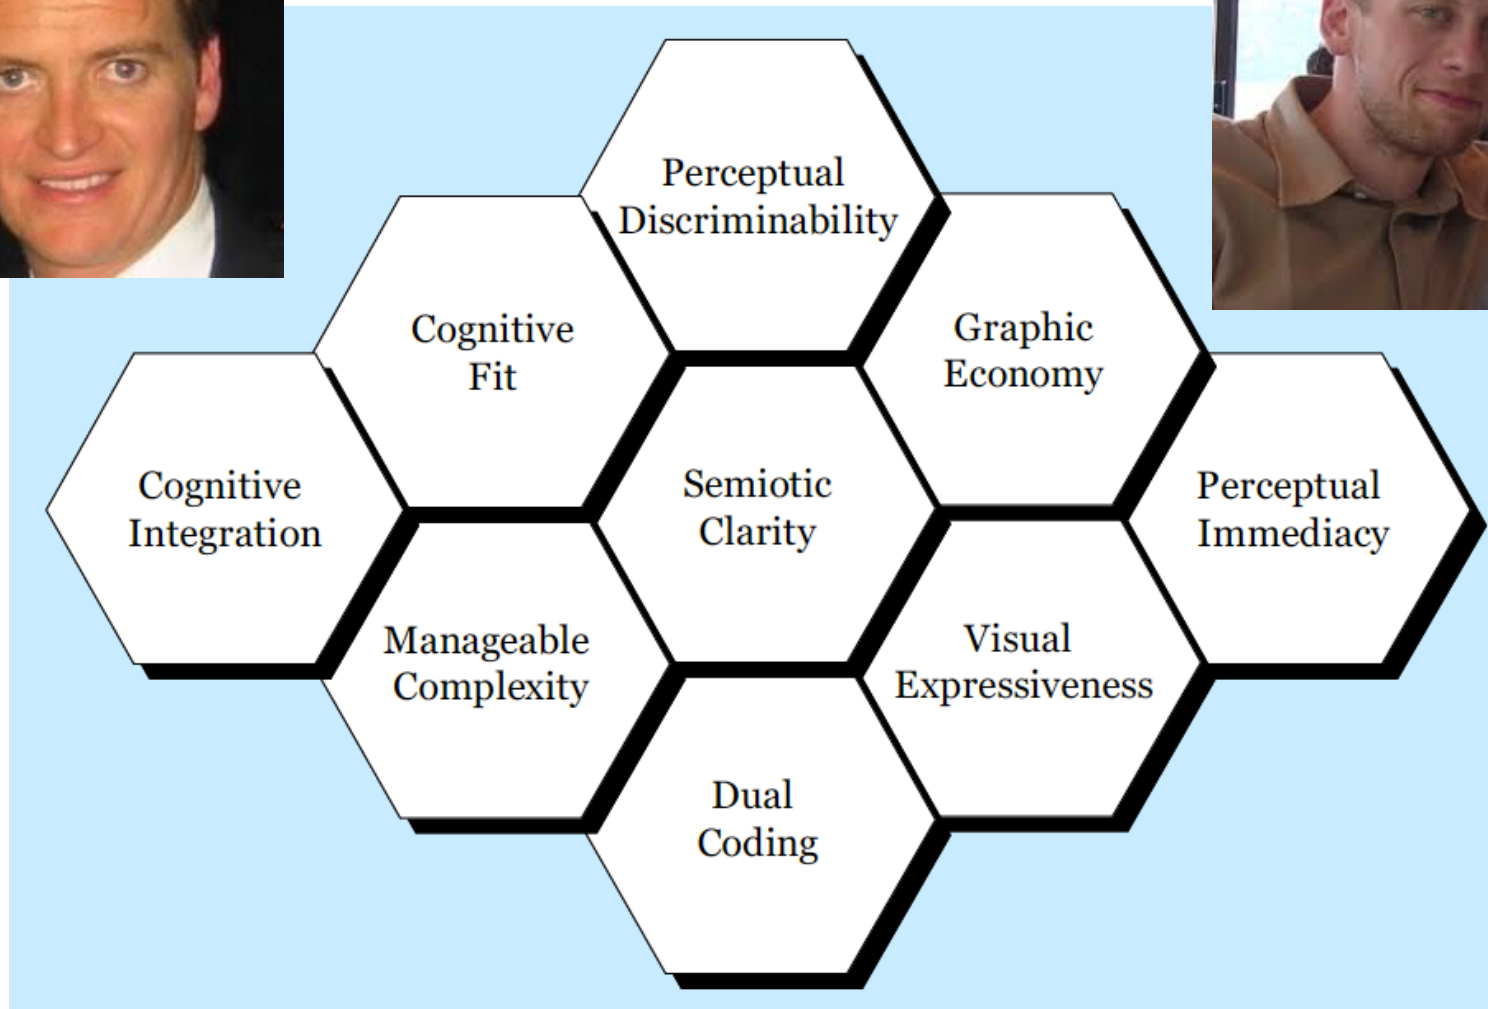 Perceptual
Discriminability
Cognitive
Fit
Graphic
Economy
Cognitive
Integration
Semiotic
Clarity
Perceptual
Immediacy
Manageable
Complexity
Visual
Expressiveness
Dual
Coding